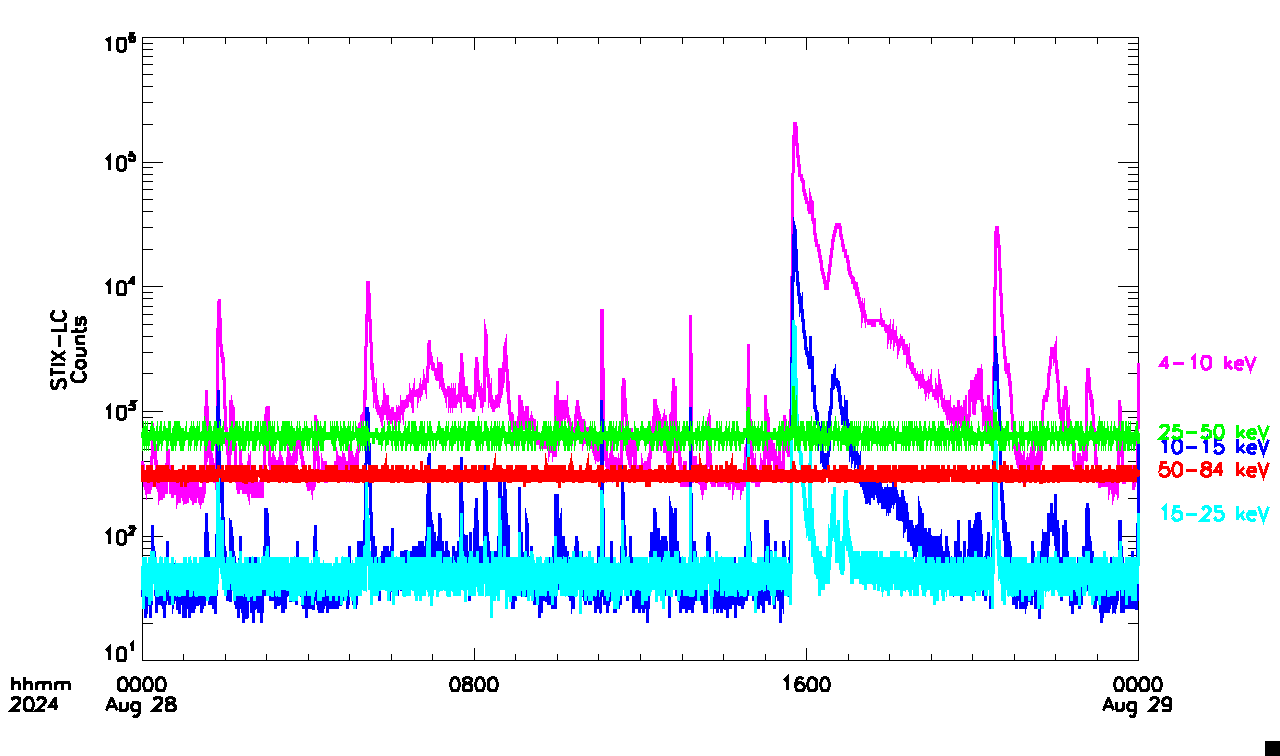 10⁶
10⁵
10⁴
10³
10²
10¹
STIX-LC
Counts
4-10 keV
25-50 keV
10-15 keV
50-84 keV
15-25 keV
hhmm 0000 0800 1600 0000
2024 Aug 28 Aug 29